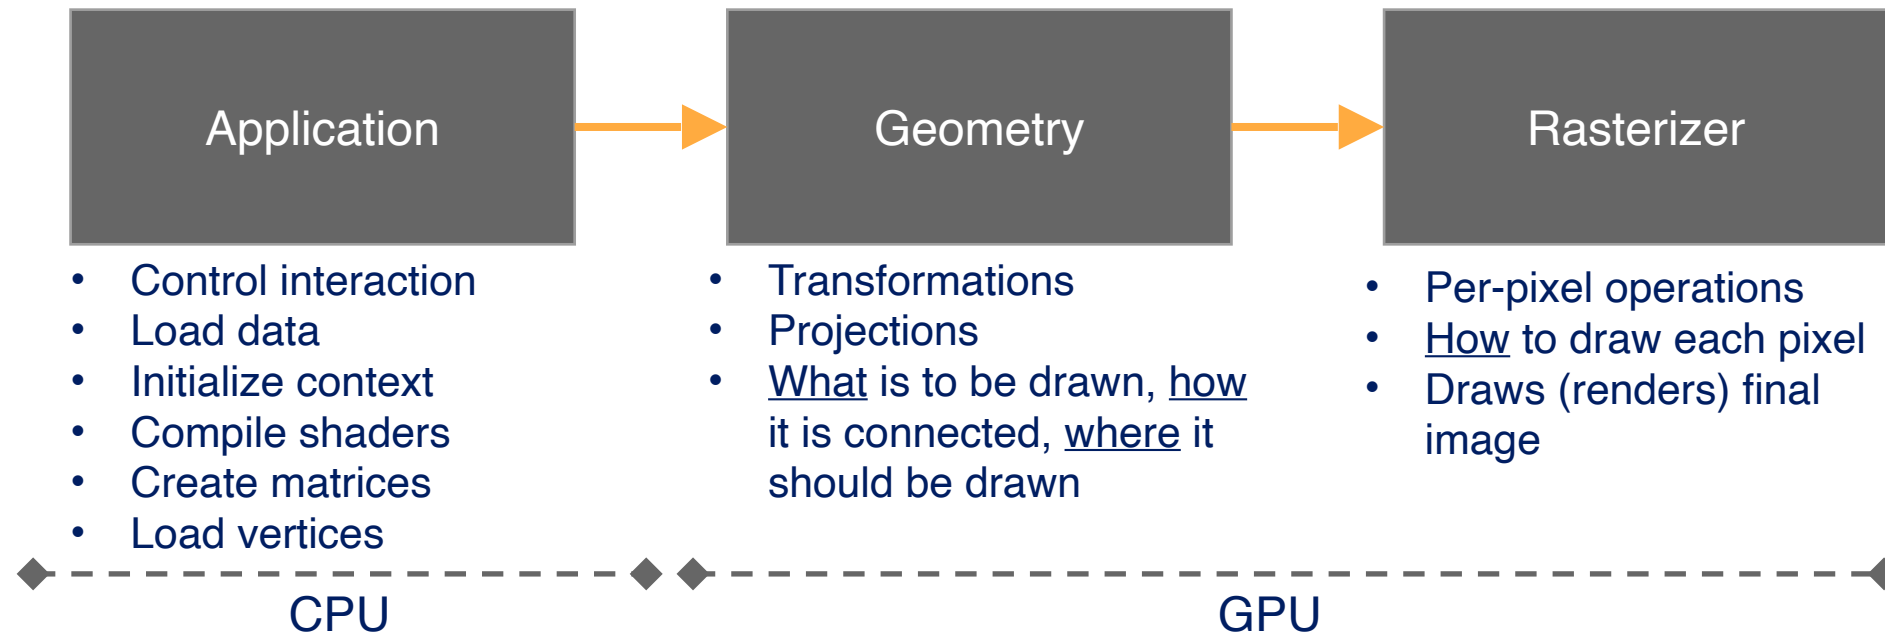 Application
Geometry
Rasterizer
• Control interaction
• Load data
• Initialize context
• Compile shaders
• Create matrices
• Load vertices
• Transformations
• Projections
• What is to be drawn, how
it is connected, where it
should be drawn
• Per-pixel operations
• How to draw each pixel
• Draws (renders) final
image
CPU
GPU